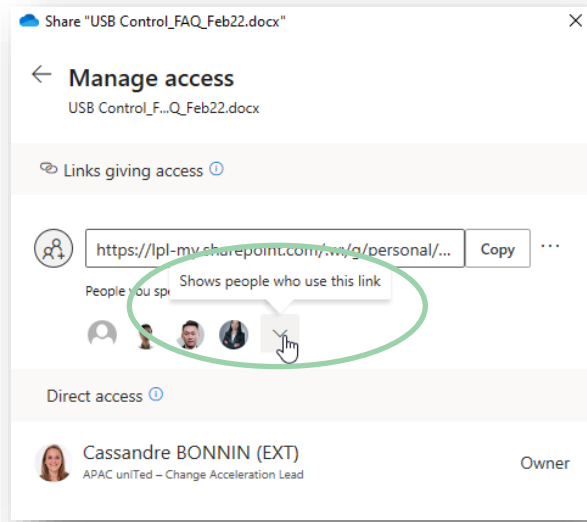 Share "USB Control_FAQ_Feb22.docx"
Manage access
USB Control_F...Q_Feb22.docx
Links giving access
https://lpl-my.sharepoint.com/:w:/g/personal/...
Copy
Shows people who use this link
People you
Direct access
Cassandre BONNIN (EXT)
Owner
APAC uniTed – Change Acceleration Lead